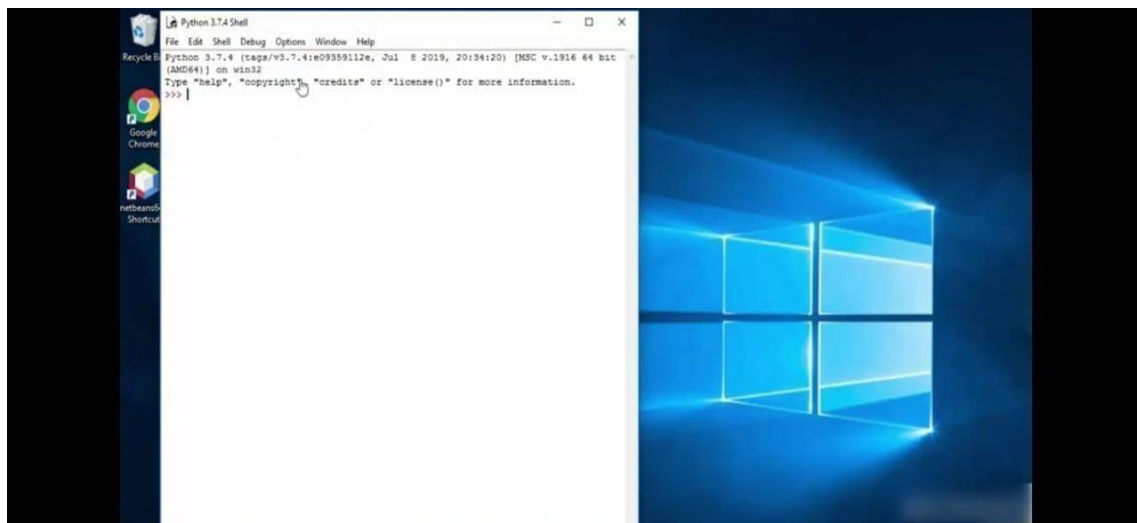 Python 3.7.4 Shell
File Edit Shell Debug Options Window Help
Python 3.7.4 (tags/v3.7.4:e09359112e, Jul 8 2019, 20:34:20) [MSC v.1916 64 bit
(AMD64)] on win32
Type "help", "copyright", "credits" or "license()" for more information.
>>>
Recycle
Google
Chrome
Shortcut